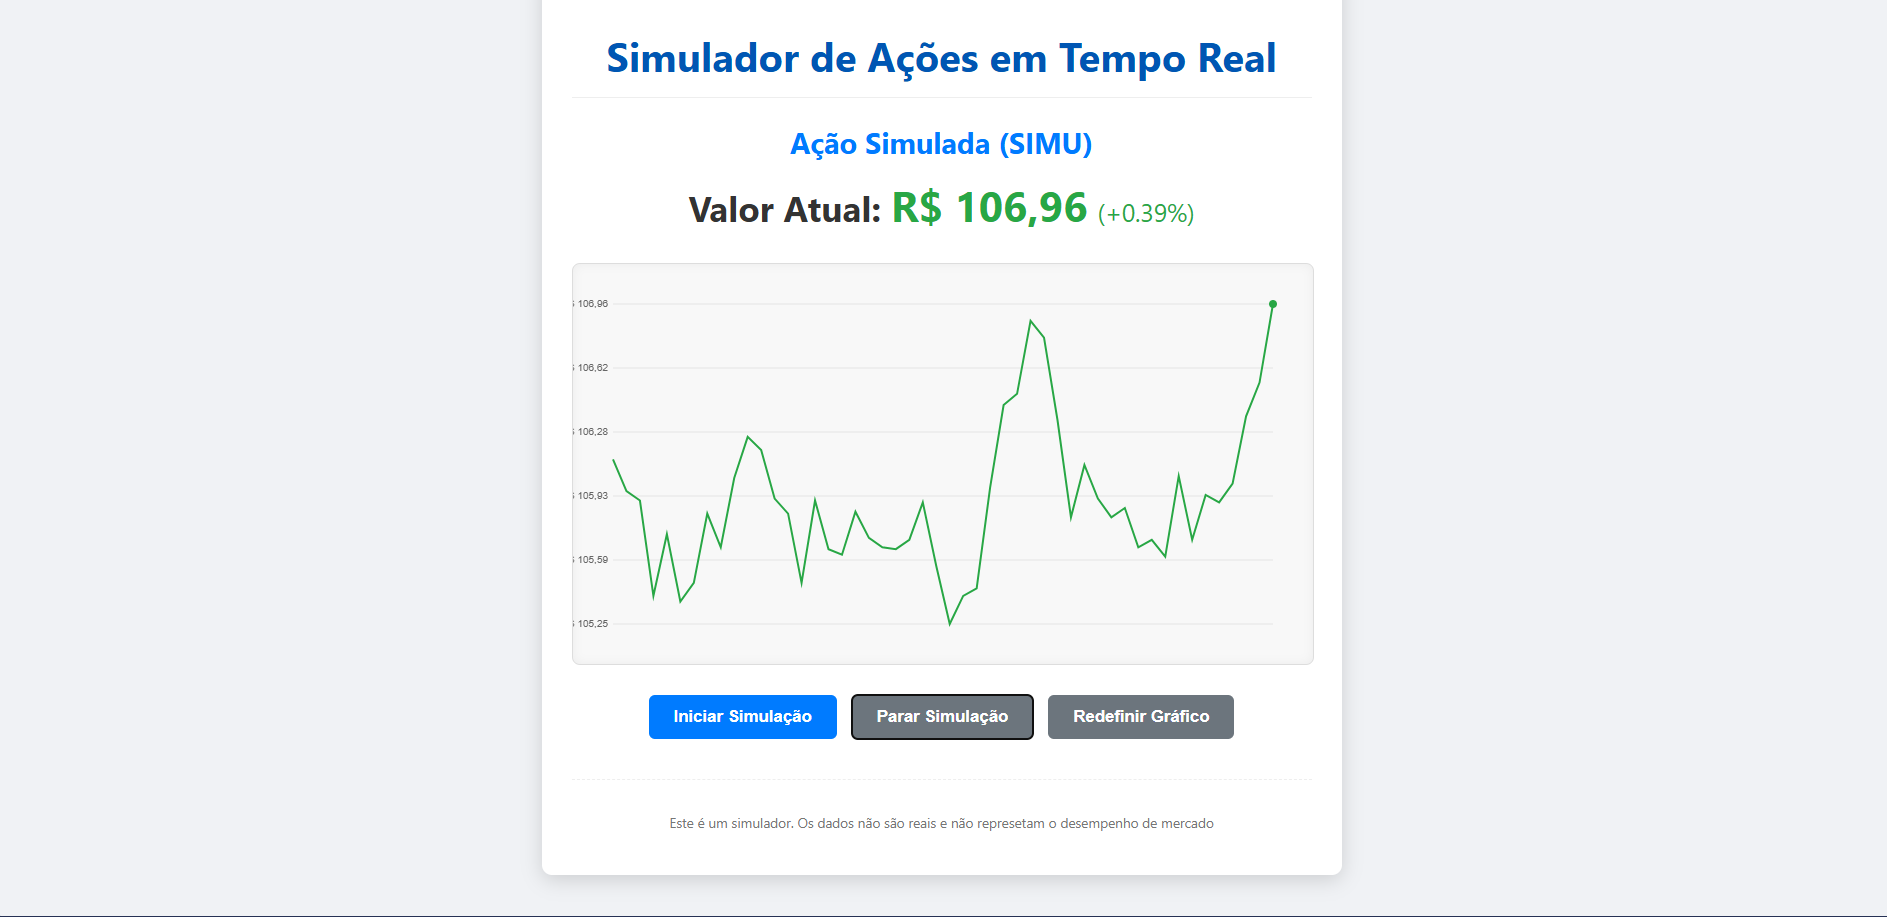 Simulador de Ações em Tempo Real
Ação Simulada (SIMU)
Valor Atual: R$ 106,96 (+0.39%)
106,96
106,62
106,28
105,93
105,59
105,25
Iniciar Simulação
Parar Simulação
Redefinir Gráfico
Este é um simulador. Os dados não são reais e não represetam o desempenho de mercado